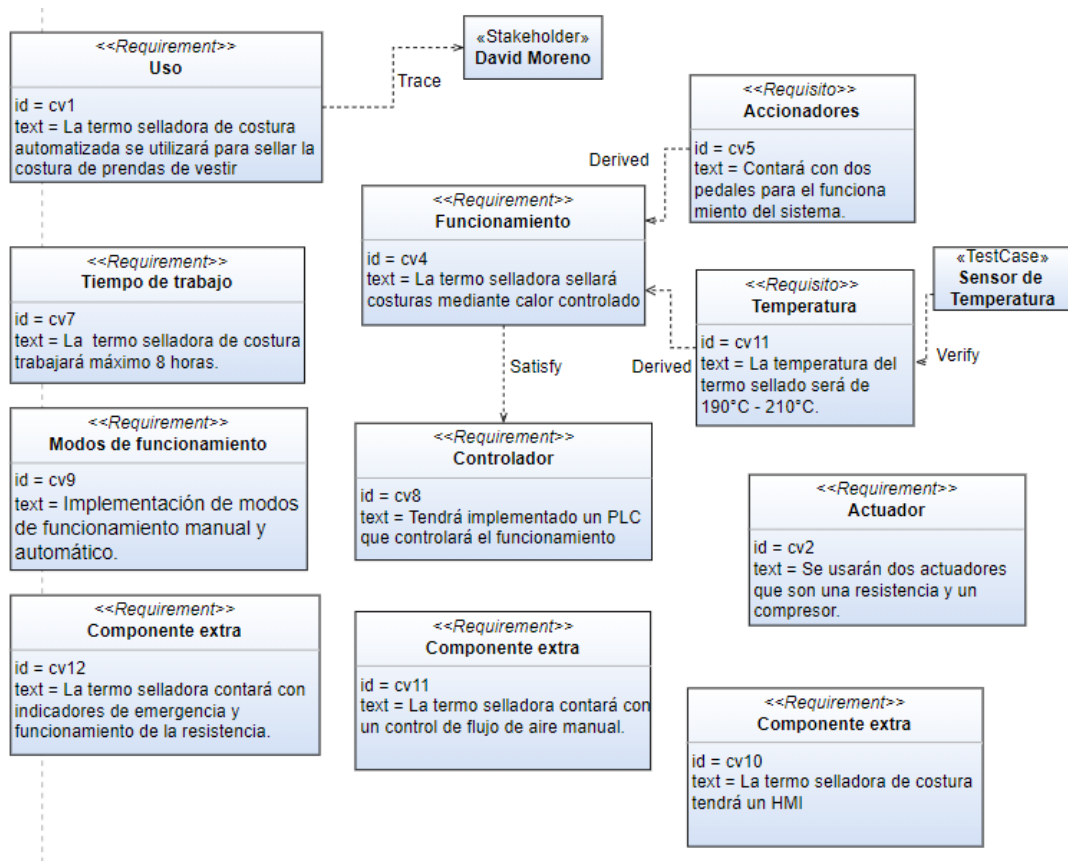 <<Requirement>>
Uso
id = cv1
text = La termo selladora de costura
automatizada se utilizará para sellar la
costura de prendas de vestir
Trace
«Stakeholder»
David Moreno
<<Requisito>>
Accionadores
id = cv5
text = Contará con dos
pedales para el funciona
miento del sistema.
Derived
<<Requirement>>
Funcionamiento
id = cv4
text = La termo selladora sellará
costuras mediante calor controlado
<<Requirement>>
Tiempo de trabajo
id = cv7
text = La  termo selladora de costura
trabajará máximo 8 horas.
<<Requisito>>
Temperatura
id = cv11
text = La temperatura del
termo sellado será de
190°C - 210°C.
«TestCase»
Sensor de
Temperatura
Verify
Derived
Satisfy
<<Requirement>>
Modos de funcionamiento
id = cv9
text = Implementación de modos
de funcionamiento manual y
automático.
<<Requirement>>
Controlador
id = cv8
text = Tendrá implementado un PLC
que controlará el funcionamiento
<<Requirement>>
Actuador
id = cv2
text = Se usarán dos actuadores
que son una resistencia y un
compresor.
<<Requirement>>
Componente extra
id = cv12
text = La termo selladora contará con
indicadores de emergencia y
funcionamiento de la resistencia.
<<Requirement>>
Componente extra
id = cv11
text = La termo selladora contará con
un control de flujo de aire manual.
<<Requirement>>
Componente extra
id = cv10
text = La termo selladora de costura
tendrá un HMI